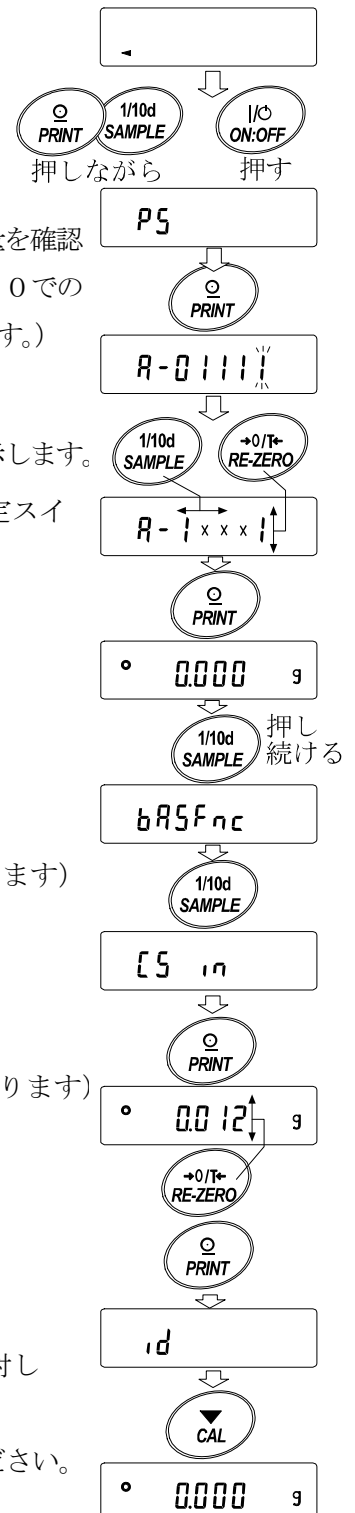 PRINT
1/10d
SAMPLE
ON:OFF
押しながら
押す
PS
を確認
０での
す。）
PRINT
A-01111
します。
1/10d
SAMPLE
→0/T←
RE-ZERO
定スイ
A-1×××1
PRINT
0.000 g
1/10d
SAMPLE
押し
続ける
bASFnc
ます）
1/10d
SAMPLE
CS in
PRINT
ります）
0.012 g
→0/T←
RE-ZERO
PRINT
id
付し
CAL
ださい。
0.000 g